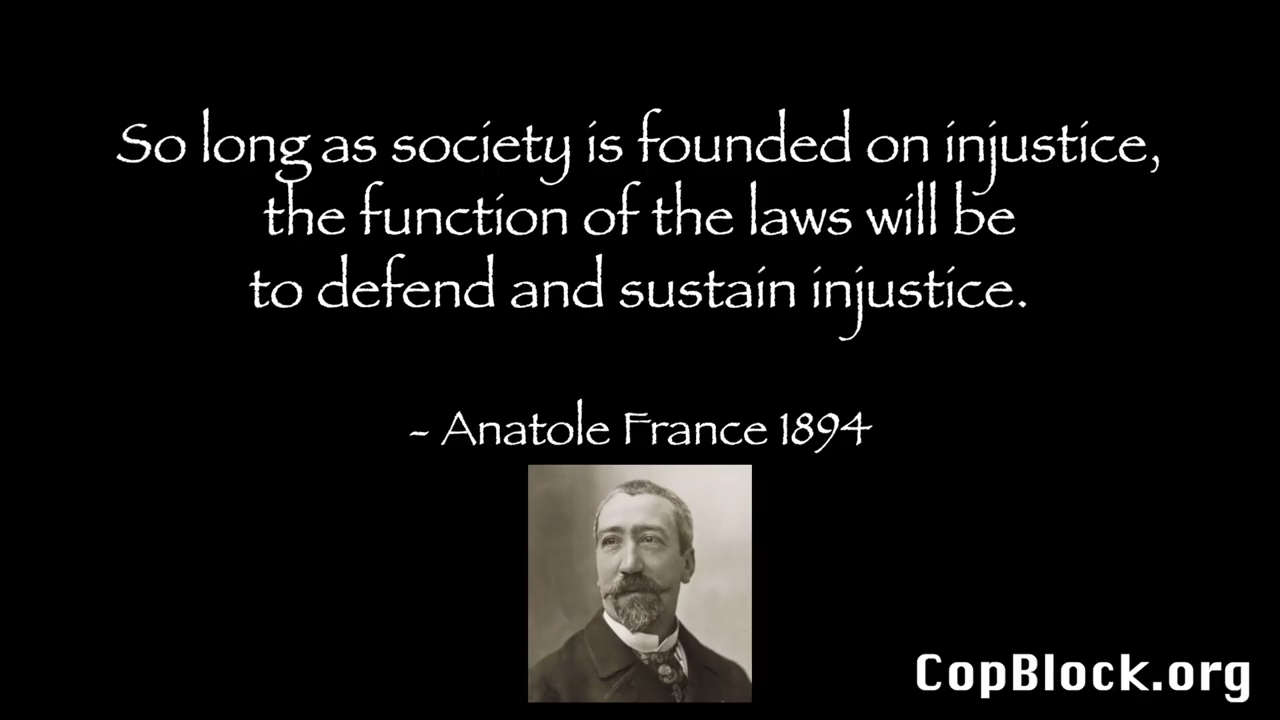 So long as society is founded on injustice,
the function of the laws will be
to defend and sustain injustice.
- Anatole France 1894
CopBlock.org